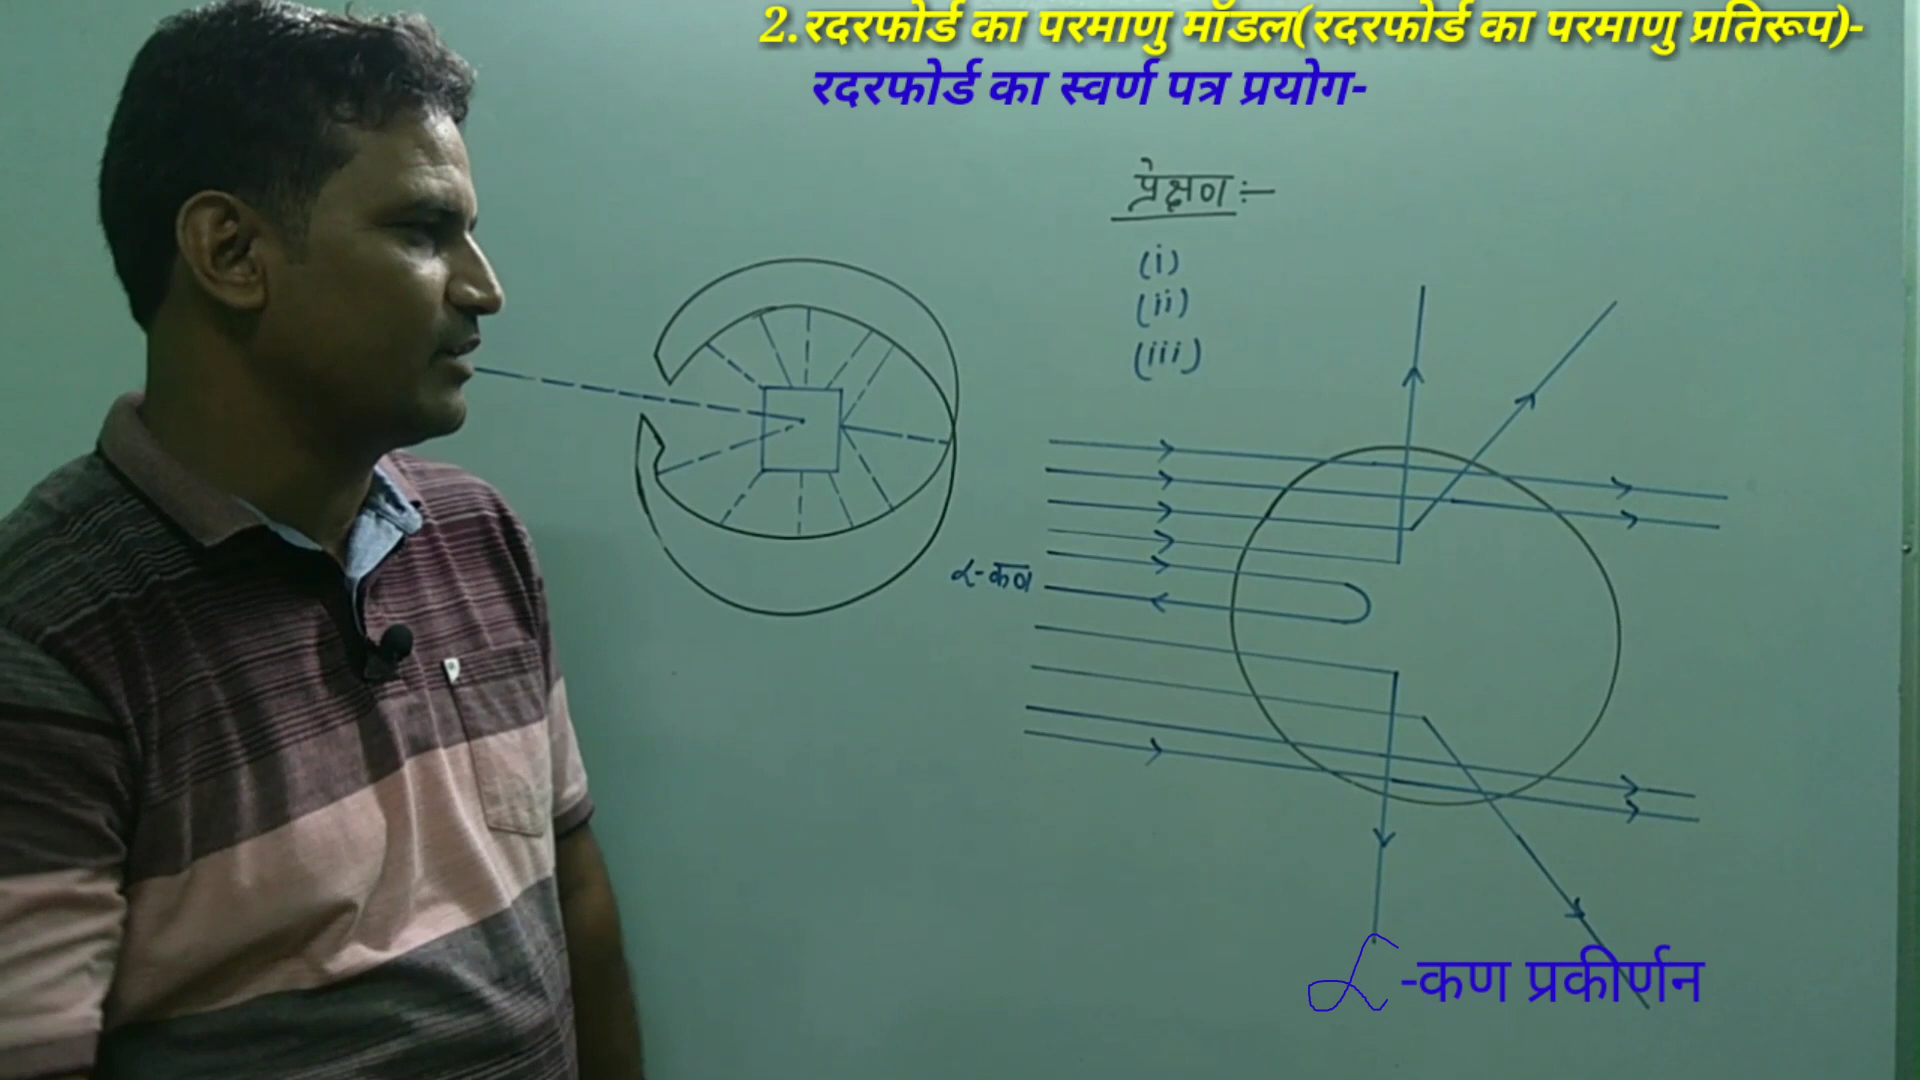 2.रदरफोर्ड का परमाणु मॉडल(रदरफोर्ड का परमाणु प्रतिरूप)-
रदरफोर्ड का स्वर्ण पत्र प्रयोग-
प्रेक्षण:-
(i)
(ii)
(iii)
α-कण
α-कण प्रकीर्णन